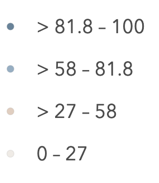 > 81.8 – 100
> 58 – 81.8
> 27 – 58
0 – 27